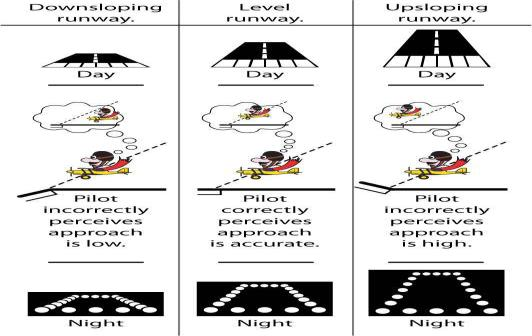 Downsloping
runway.
Day
Pilot
incorrectly
perceives
approach
is low.
Night
Level
runway.
Day
Pilot
correctly
perceives
approach
is accurate.
Night
Upsloping
runway.
Day
Pilot
incorrectly
perceives
approach
is high.
Night